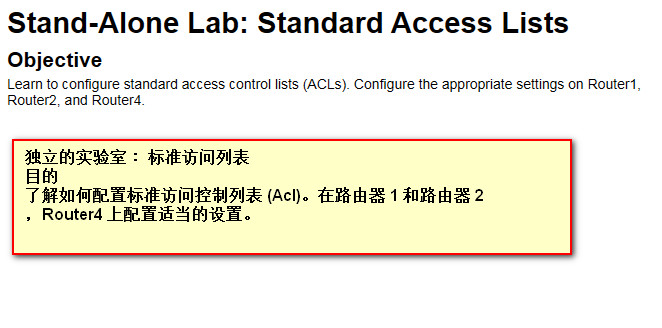 Stand-Alone Lab: Standard Access Lists
Objective
Learn to configure standard access control lists (ACLs). Configure the appropriate settings on Router1,
Router2, and Router4.
独立的实验室： 标准访问列表
目的
了解如何配置标准访问控制列表 (Acl)。在路由器 1 和路由器 2
，Router4 上配置适当的设置。